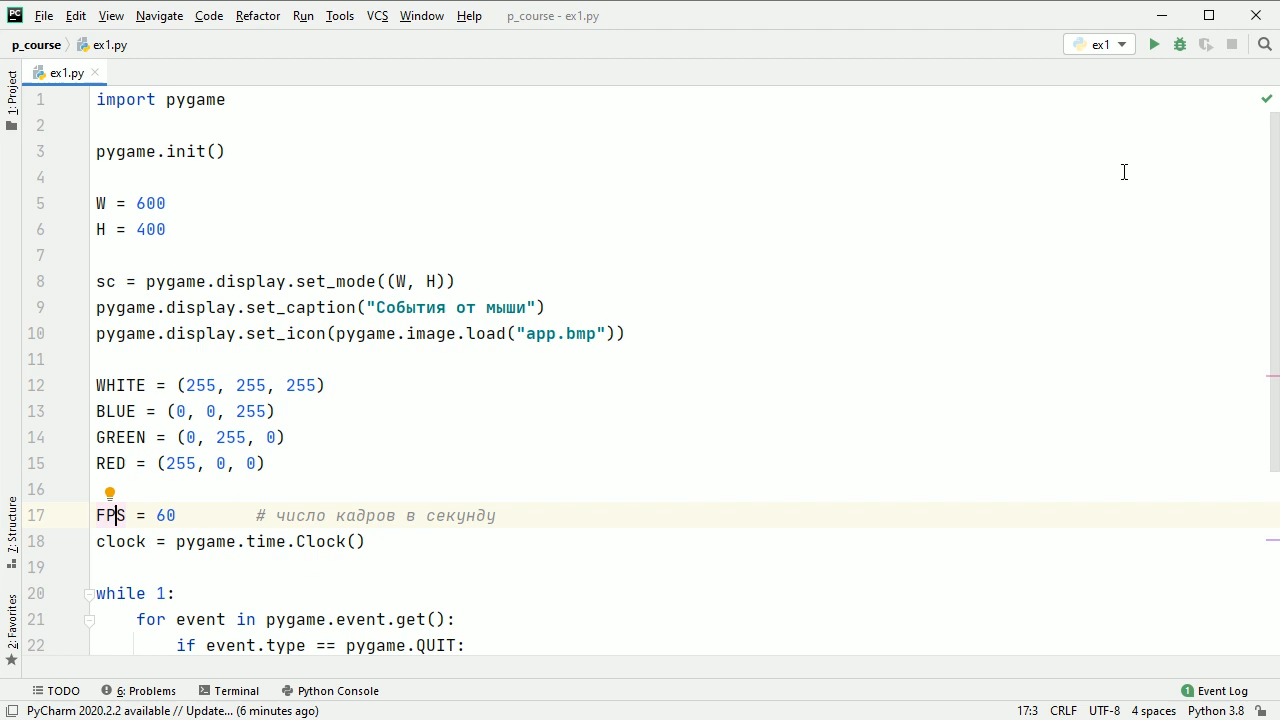 PC File Edit View Navigate Code Refactor Run Tools VCS Window Help p_course - ex1.py
p_course ex1.py ex1
1: Project
ex1.py
1 import pygame
2
3 pygame.init()
4
5 W = 600
6 H = 400
7
8 sc = pygame.display.set_mode((W, H))
9 pygame.display.set_caption("События от мыши")
10 pygame.display.set_icon(pygame.image.load("app.bmp"))
11
12 WHITE = (255, 255, 255)
13 BLUE = (0, 0, 255)
14 GREEN = (0, 255, 0)
15 RED = (255, 0, 0)
16
17 FPS = 60 # число кадров в секунду
18 clock = pygame.time.Clock()
19
20 while 1:
21 for event in pygame.event.get():
22 if event.type == pygame.QUIT:
7: Structure
2: Favorites
TODO 6: Problems Terminal Python Console 1 Event Log
PyCharm 2020.2.2 available // Update... (6 minutes ago) 17:3 CRLF UTF-8 4 spaces Python 3.8